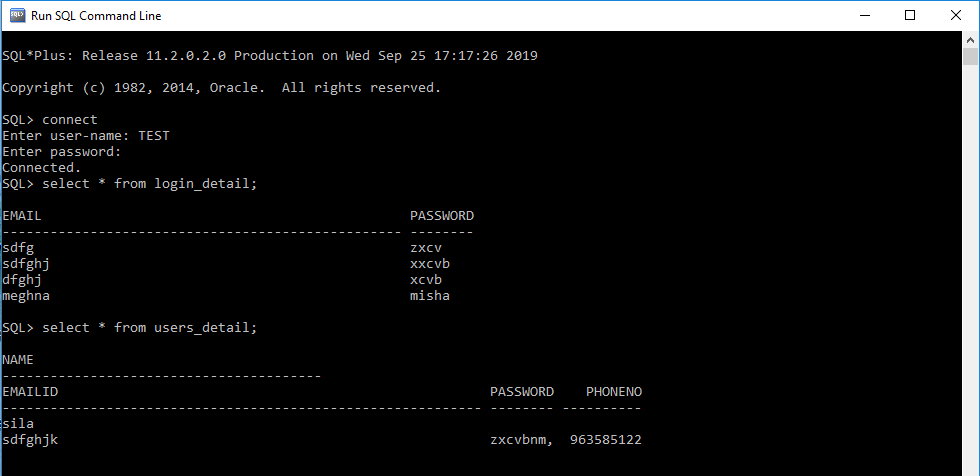 Run SQL Command Line
SQL*Plus: Release 11.2.0.2.0 Production on Wed Sep 25 17:17:26 2019
Copyright (c) 1982, 2014, Oracle.  All rights reserved.
SQL> connect
Enter user-name: TEST
Enter password:
Connected.
SQL> select * from login_detail;
EMAIL                                              PASSWORD
-------------------------------------------------- --------
sdfg                                               zxcv
sdfghj                                             xxcvb
dfghj                                              xcvb
meghna                                             misha
SQL> select * from users_detail;
NAME
----------------------------------------
EMAILID                                                      PASSWORD    PHONENO
------------------------------------------------------------ -------- ----------
sila
sdfghjk                                                      zxcvbnm,  963585122